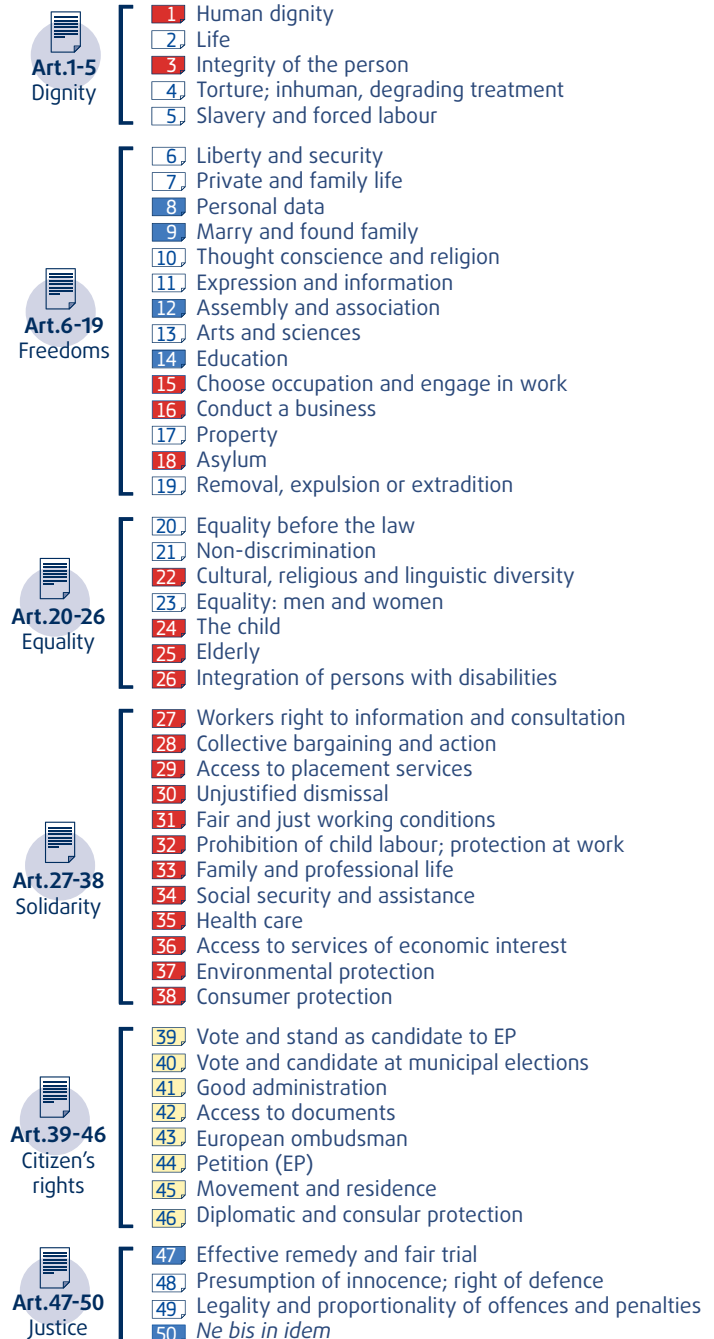 Art.1-5
Dignity
1 Human dignity
2 Life
3 Integrity of the person
4 Torture; inhuman, degrading treatment
5 Slavery and forced labour
Art.6-19
Freedoms
6 Liberty and security
7 Private and family life
8 Personal data
9 Marry and found family
10 Thought conscience and religion
11 Expression and information
12 Assembly and association
13 Arts and sciences
14 Education
15 Choose occupation and engage in work
16 Conduct a business
17 Property
18 Asylum
19 Removal, expulsion or extradition
Art.20-26
Equality
20 Equality before the law
21 Non-discrimination
22 Cultural, religious and linguistic diversity
23 Equality: men and women
24 The child
25 Elderly
26 Integration of persons with disabilities
Art.27-38
Solidarity
27 Workers right to information and consultation
28 Collective bargaining and action
29 Access to placement services
30 Unjustified dismissal
31 Fair and just working conditions
32 Prohibition of child labour; protection at work
33 Family and professional life
34 Social security and assistance
35 Health care
36 Access to services of economic interest
37 Environmental protection
38 Consumer protection
Art.39-46
Citizen's
rights
39 Vote and stand as candidate to EP
40 Vote and candidate at municipal elections
41 Good administration
42 Access to documents
43 European ombudsman
44 Petition (EP)
45 Movement and residence
46 Diplomatic and consular protection
Art.47-50
Justice
47 Effective remedy and fair trial
48 Presumption of innocence; right of defence
49 Legality and proportionality of offences and penalties
50 Ne bis in idem